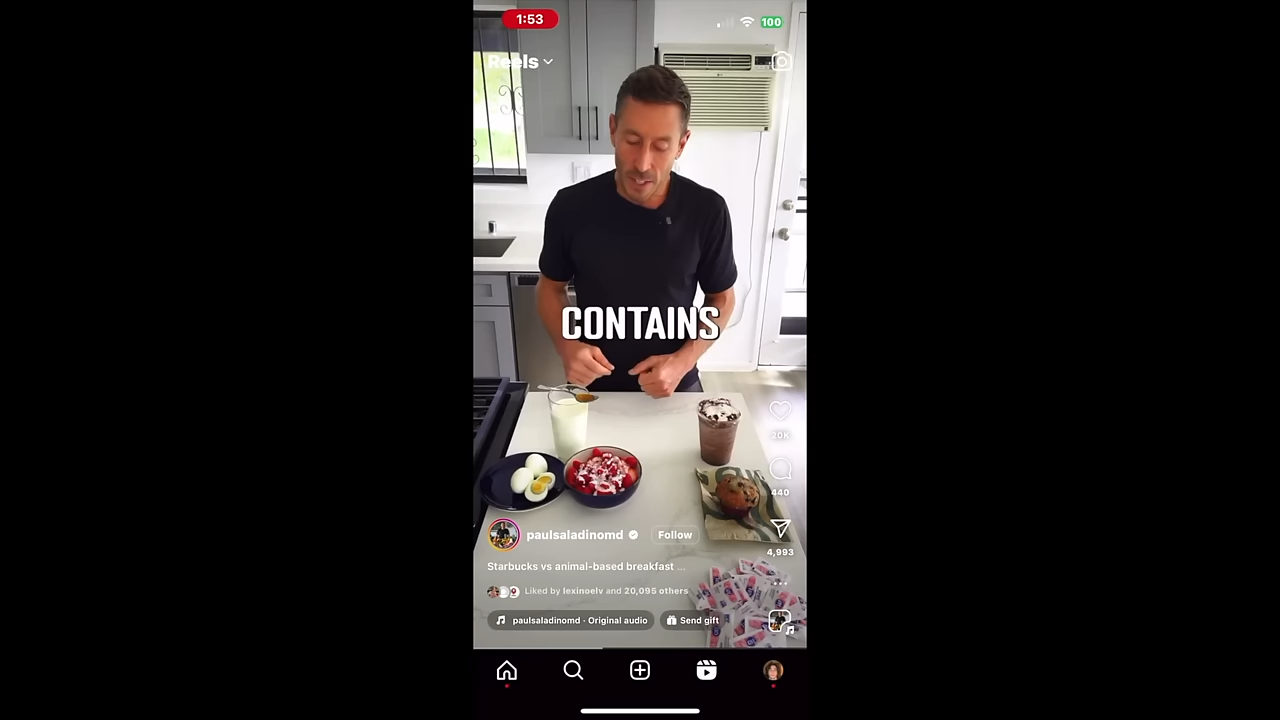 1:53
100
Reels
CONTAINS
20K
440
4,993
paulsaladinomd
Follow
Starbucks vs animal-based breakfast ...
Liked by lexinoelv and 20,095 others
paulsaladinomd · Original audio
Send gift